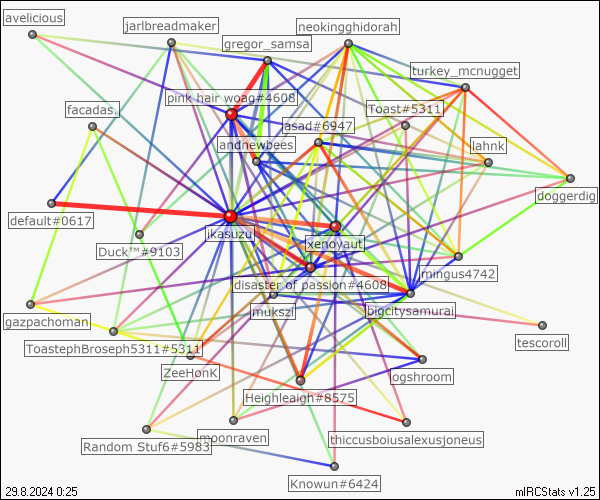 avelicious
jarlbreadmaker
neokingghidorah
gregor_samsa
turkey_mcnugget
pink hair woag#4608
Toast#5311
facadas.
asad#6947
andnewbees
lahnk
doggerdig
default#0617
ikasuzu
xenoyaut
Duck™#9103
mingus4742
disaster of passion#4608
mukszi
bigcitysamurai
gazpachoman
tescoroll
ToastephBroseph5311#5311
ZeeHonK
ogshroom
Heighleaigh#8575
moonraven
thiccusboiusalexusjoneus
Random Stuf6#5983
Knowun#6424
29.8.2024 0:25
mIRCStats v1.25